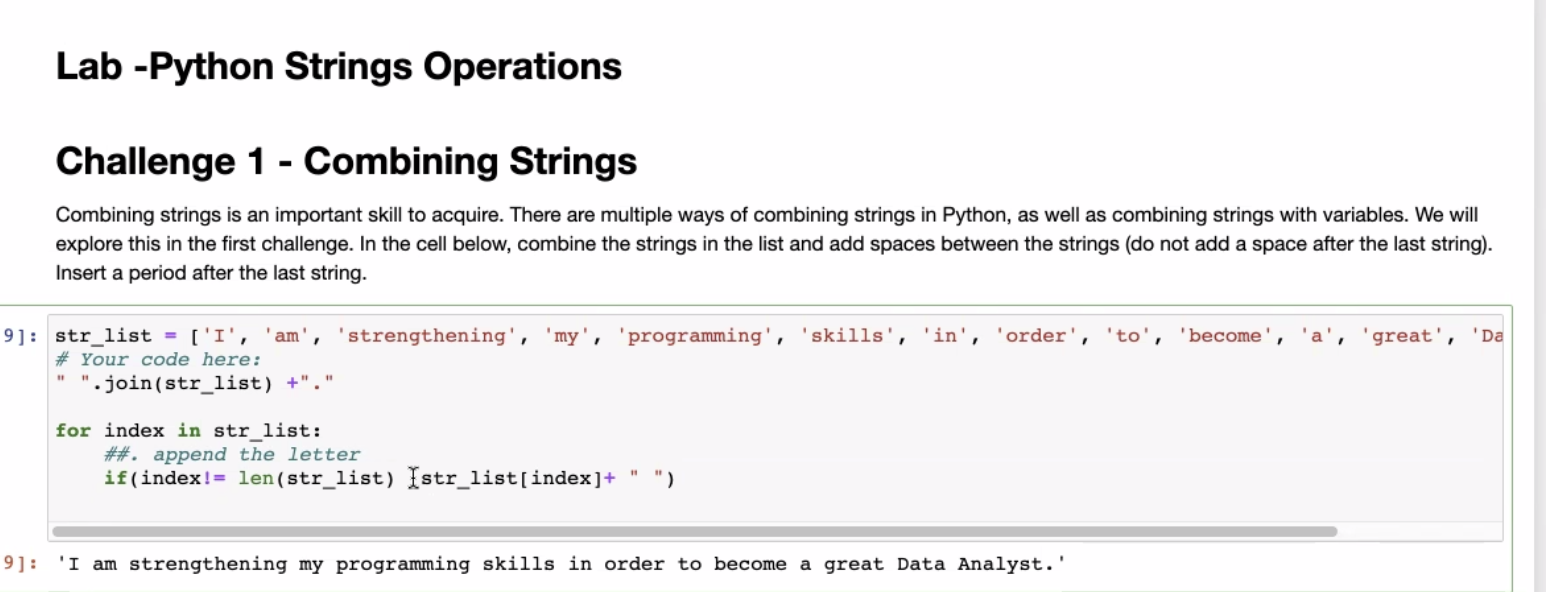 Lab -Python Strings Operations
Challenge 1 - Combining Strings
Combining strings is an important skill to acquire. There are multiple ways of combining strings in Python, as well as combining strings with variables. We will
explore this in the first challenge. In the cell below, combine the strings in the list and add spaces between the strings (do not add a space after the last string).
Insert a period after the last string.
9]: str_list = ['I', 'am', 'strengthening', 'my', 'programming', 'skills', 'in', 'order', 'to', 'become', 'a', 'great', 'Da
# Your code here:
" ".join(str_list) +"."
for index in str_list:
##. append the letter
if(index!= len(str_list) str_list[index]+ " ")
9]: 'I am strengthening my programming skills in order to become a great Data Analyst.'